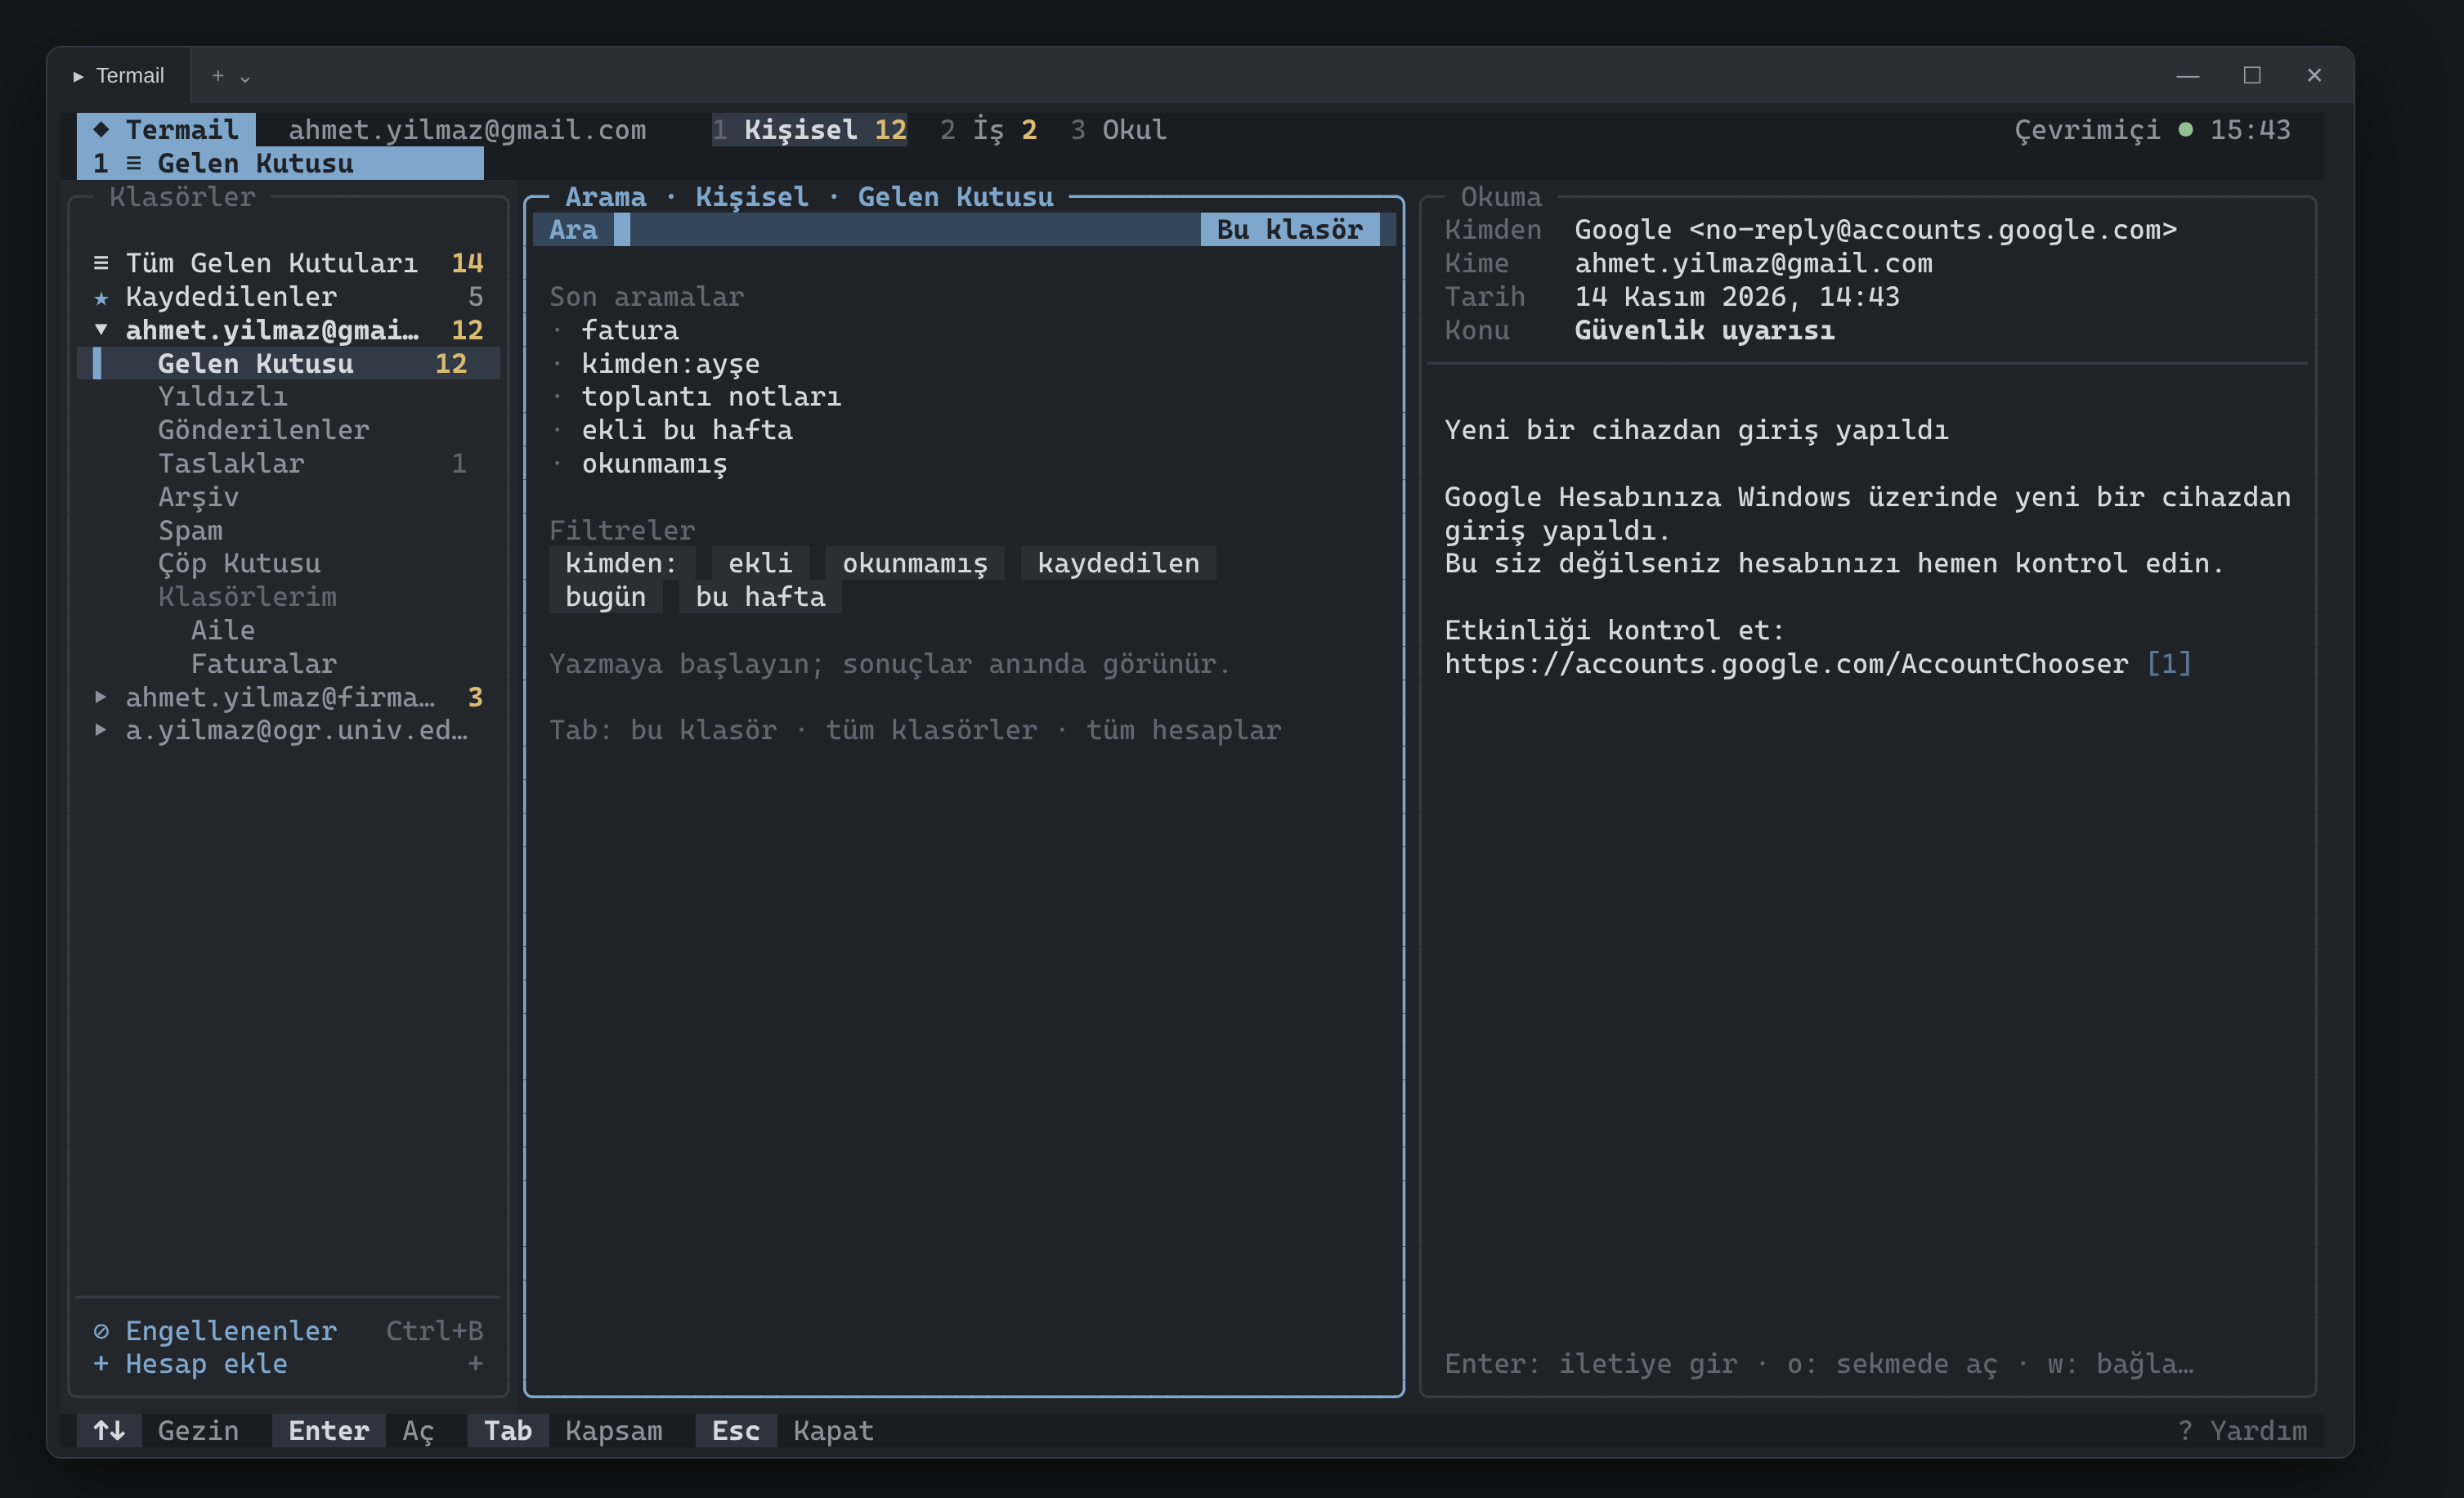 ▸ Termail + ⌄ — ☐ ✕
◆ Termail ahmet.yilmaz@gmail.com 1 Kişisel 12 2 İş 2 3 Okul Çevrimiçi ● 15:43
1 ≡ Gelen Kutusu
Klasörler
≡ Tüm Gelen Kutuları 14
★ Kaydedilenler 5
▼ ahmet.yilmaz@gmai… 12
Gelen Kutusu 12
Yıldızlı
Gönderilenler
Taslaklar 1
Arşiv
Spam
Çöp Kutusu
Klasörlerim
Aile
Faturalar
▶ ahmet.yilmaz@firma… 3
▶ a.yilmaz@ogr.univ.ed…
⊘ Engellenenler Ctrl+B
+ Hesap ekle +
Arama · Kişisel · Gelen Kutusu
Ara Bu klasör
Son aramalar
· fatura
· kimden:ayşe
· toplantı notları
· ekli bu hafta
· okunmamış
Filtreler
kimden: ekli okunmamış kaydedilen
bugün bu hafta
Yazmaya başlayın; sonuçlar anında görünür.
Tab: bu klasör · tüm klasörler · tüm hesaplar
Okuma
Kimden Google <no-reply@accounts.google.com>
Kime ahmet.yilmaz@gmail.com
Tarih 14 Kasım 2026, 14:43
Konu Güvenlik uyarısı
Yeni bir cihazdan giriş yapıldı
Google Hesabınıza Windows üzerinde yeni bir cihazdan
giriş yapıldı.
Bu siz değilseniz hesabınızı hemen kontrol edin.
Etkinliği kontrol et:
https://accounts.google.com/AccountChooser [1]
Enter: iletiye gir · o: sekmede aç · w: bağla…
↑↓ Gezin Enter Aç Tab Kapsam Esc Kapat ? Yardım